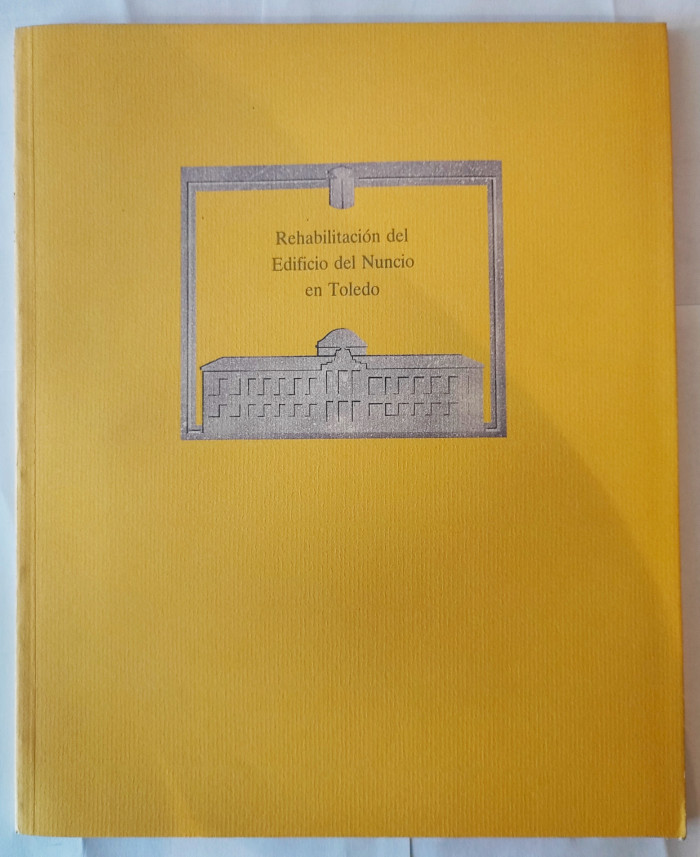 Rehabilitación del
Edificio del Nuncio
en Toledo